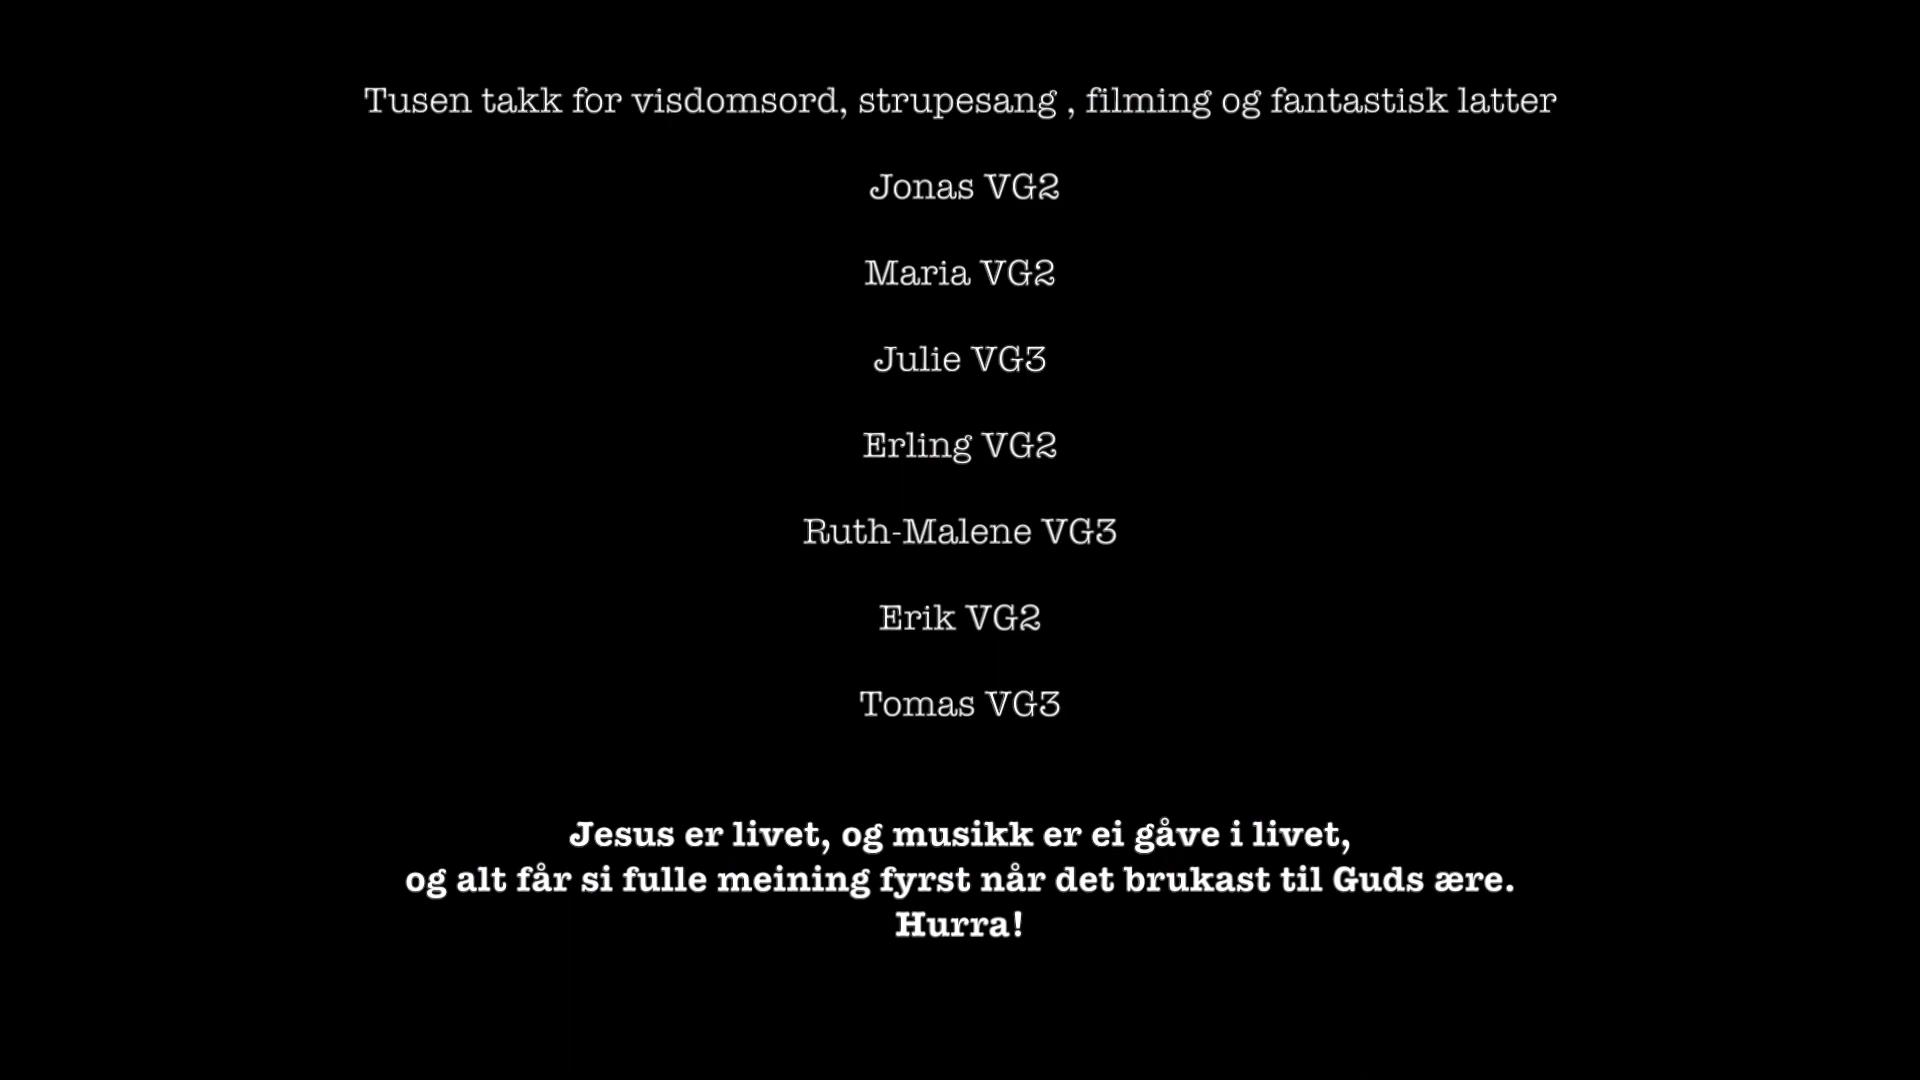 Tusen takk for visdomsord, strupesang , filming og fantastisk latter
Jonas VG2
Maria VG2
Julie VG3
Erling VG2
Ruth-Malene VG3
Erik VG2
Tomas VG3
Jesus er livet, og musikk er ei gåve i livet,
og alt får si fulle meining fyrst når det brukast til Guds ære.
Hurra!